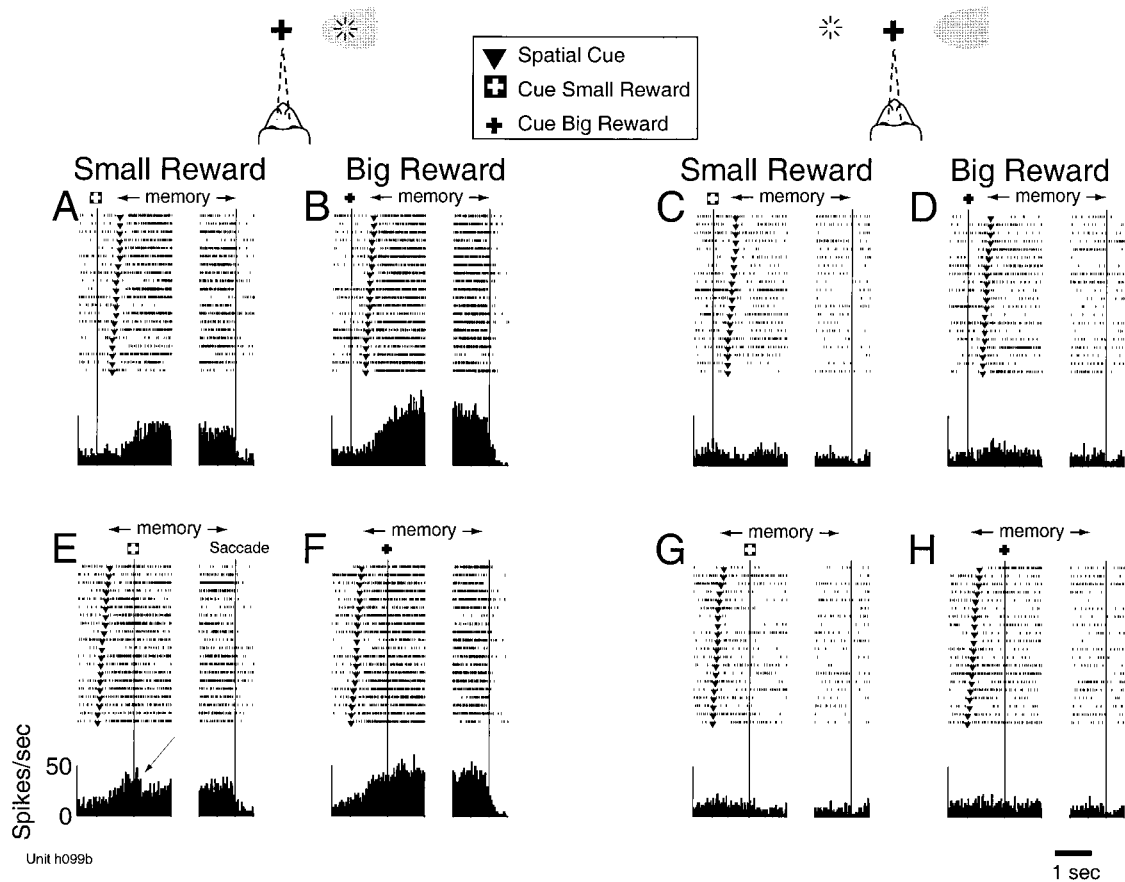 Spatial Cue
Cue Small Reward
Cue Big Reward
Small Reward
Big Reward
Small Reward
Big Reward
A
memory
B
memory
C
memory
D
memory
E
memory
Saccade
F
memory
G
memory
H
memory
Spikes/sec
50
0
Unit h099b
1 sec